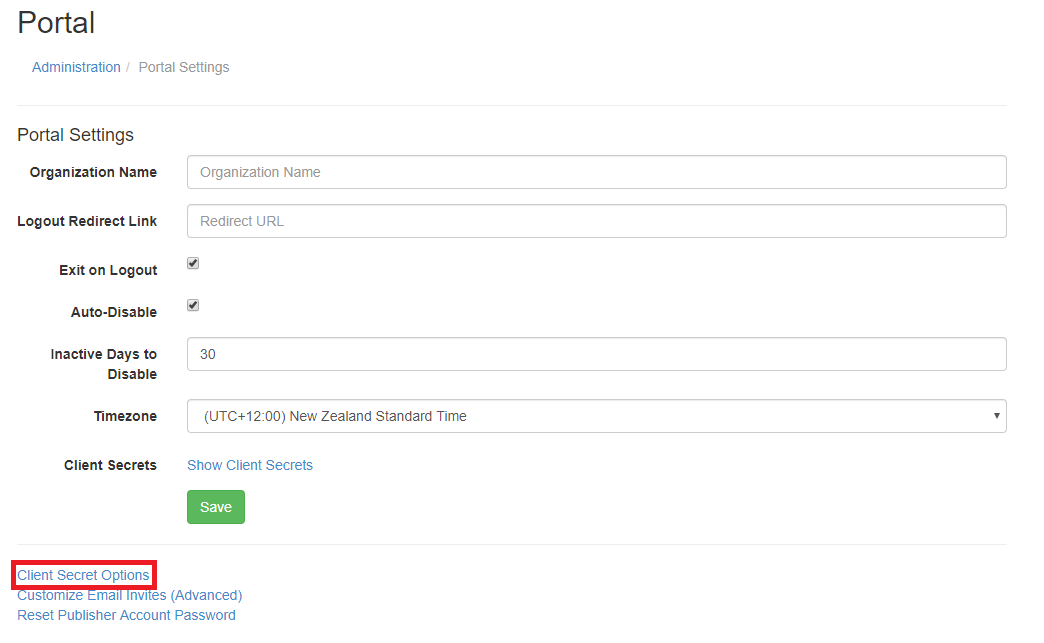 Portal
Administration / Portal Settings
Portal Settings
Organization Name Organization Name
Logout Redirect Link Redirect URL
Exit on Logout
Auto-Disable
Inactive Days to
Disable
30
Timezone (UTC+12:00) New Zealand Standard Time
Client Secrets Show Client Secrets
Save
Client Secret Options
Customize Email Invites (Advanced)
Reset Publisher Account Password